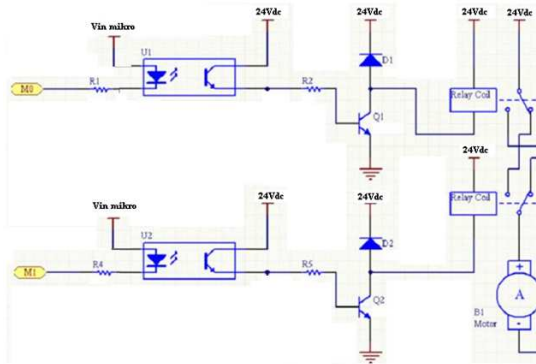 24Vdc 24Vdc 24Vdc 24Vdc
Vin mikro
U1
D1
M0 R1 R2 Relay Coil
Q1
24Vdc
24Vdc 24Vdc
Vin mikro Relay Coil
U2
D2
M1 R4 R5
Q2
+
A
B1
Motor
-